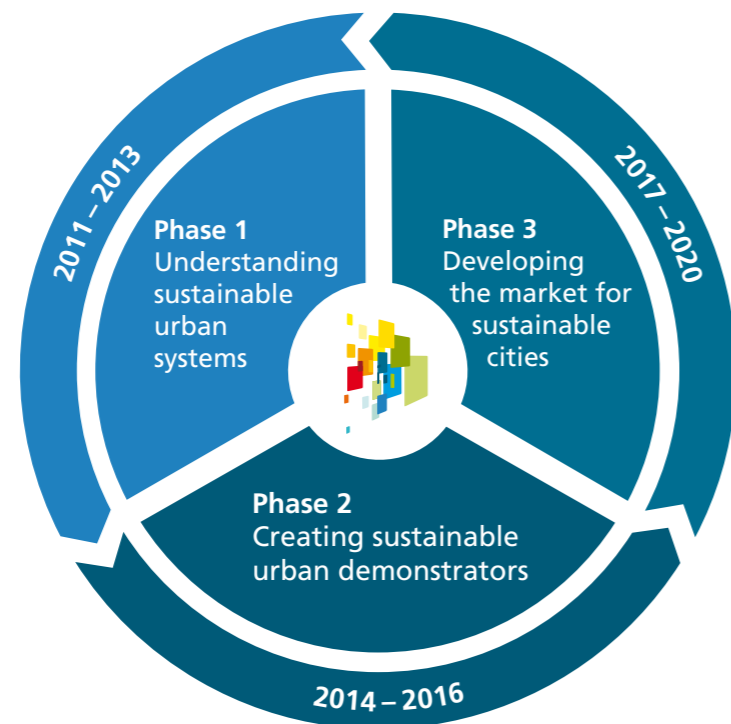 2011 – 2013
Phase 1
Understanding
sustainable
urban
systems
2014 – 2016
Phase 2
Creating sustainable
urban demonstrators
2017 – 2020
Phase 3
Developing
the market for
sustainable
cities